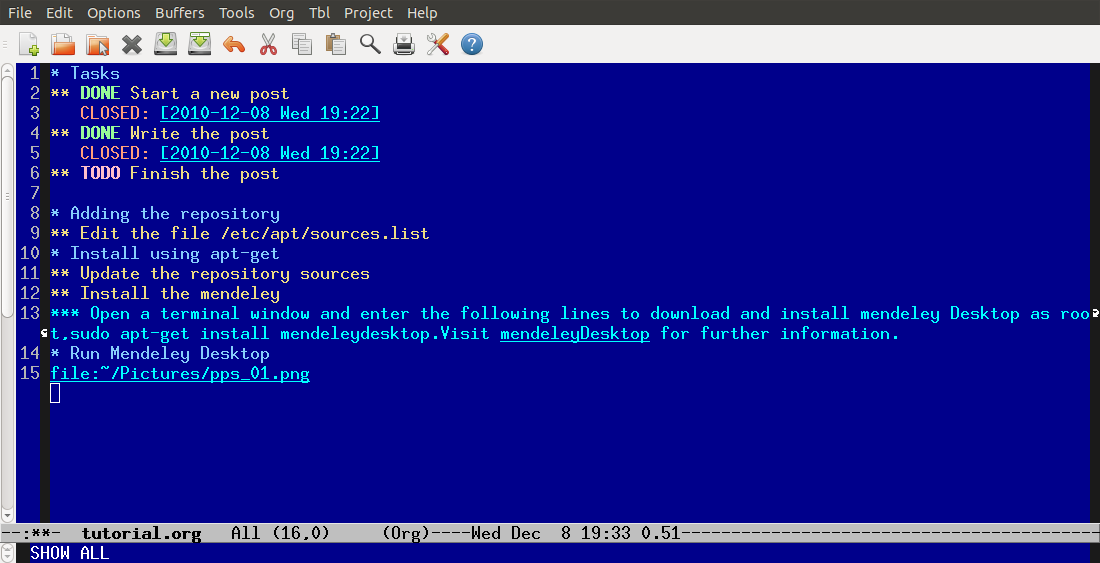 File Edit Options Buffers Tools Org Tbl Project Help
1 * Tasks
2 ** DONE Start a new post
3 CLOSED: [2010-12-08 Wed 19:22]
4 ** DONE Write the post
5 CLOSED: [2010-12-08 Wed 19:22]
6 ** TODO Finish the post
7
8 * Adding the repository
9 ** Edit the file /etc/apt/sources.list
10 * Install using apt-get
11 ** Update the repository sources
12 ** Install the mendeley
13 *** Open a terminal window and enter the following lines to download and install mendeley Desktop as roo
t,sudo apt-get install mendeleydesktop.Visit mendeleyDesktop for further information.
14 * Run Mendeley Desktop
15 file:~/Pictures/pps_01.png
--:**- tutorial.org All (16,0) (Org)----Wed Dec 8 19:33 0.51------------------------------------------
SHOW ALL